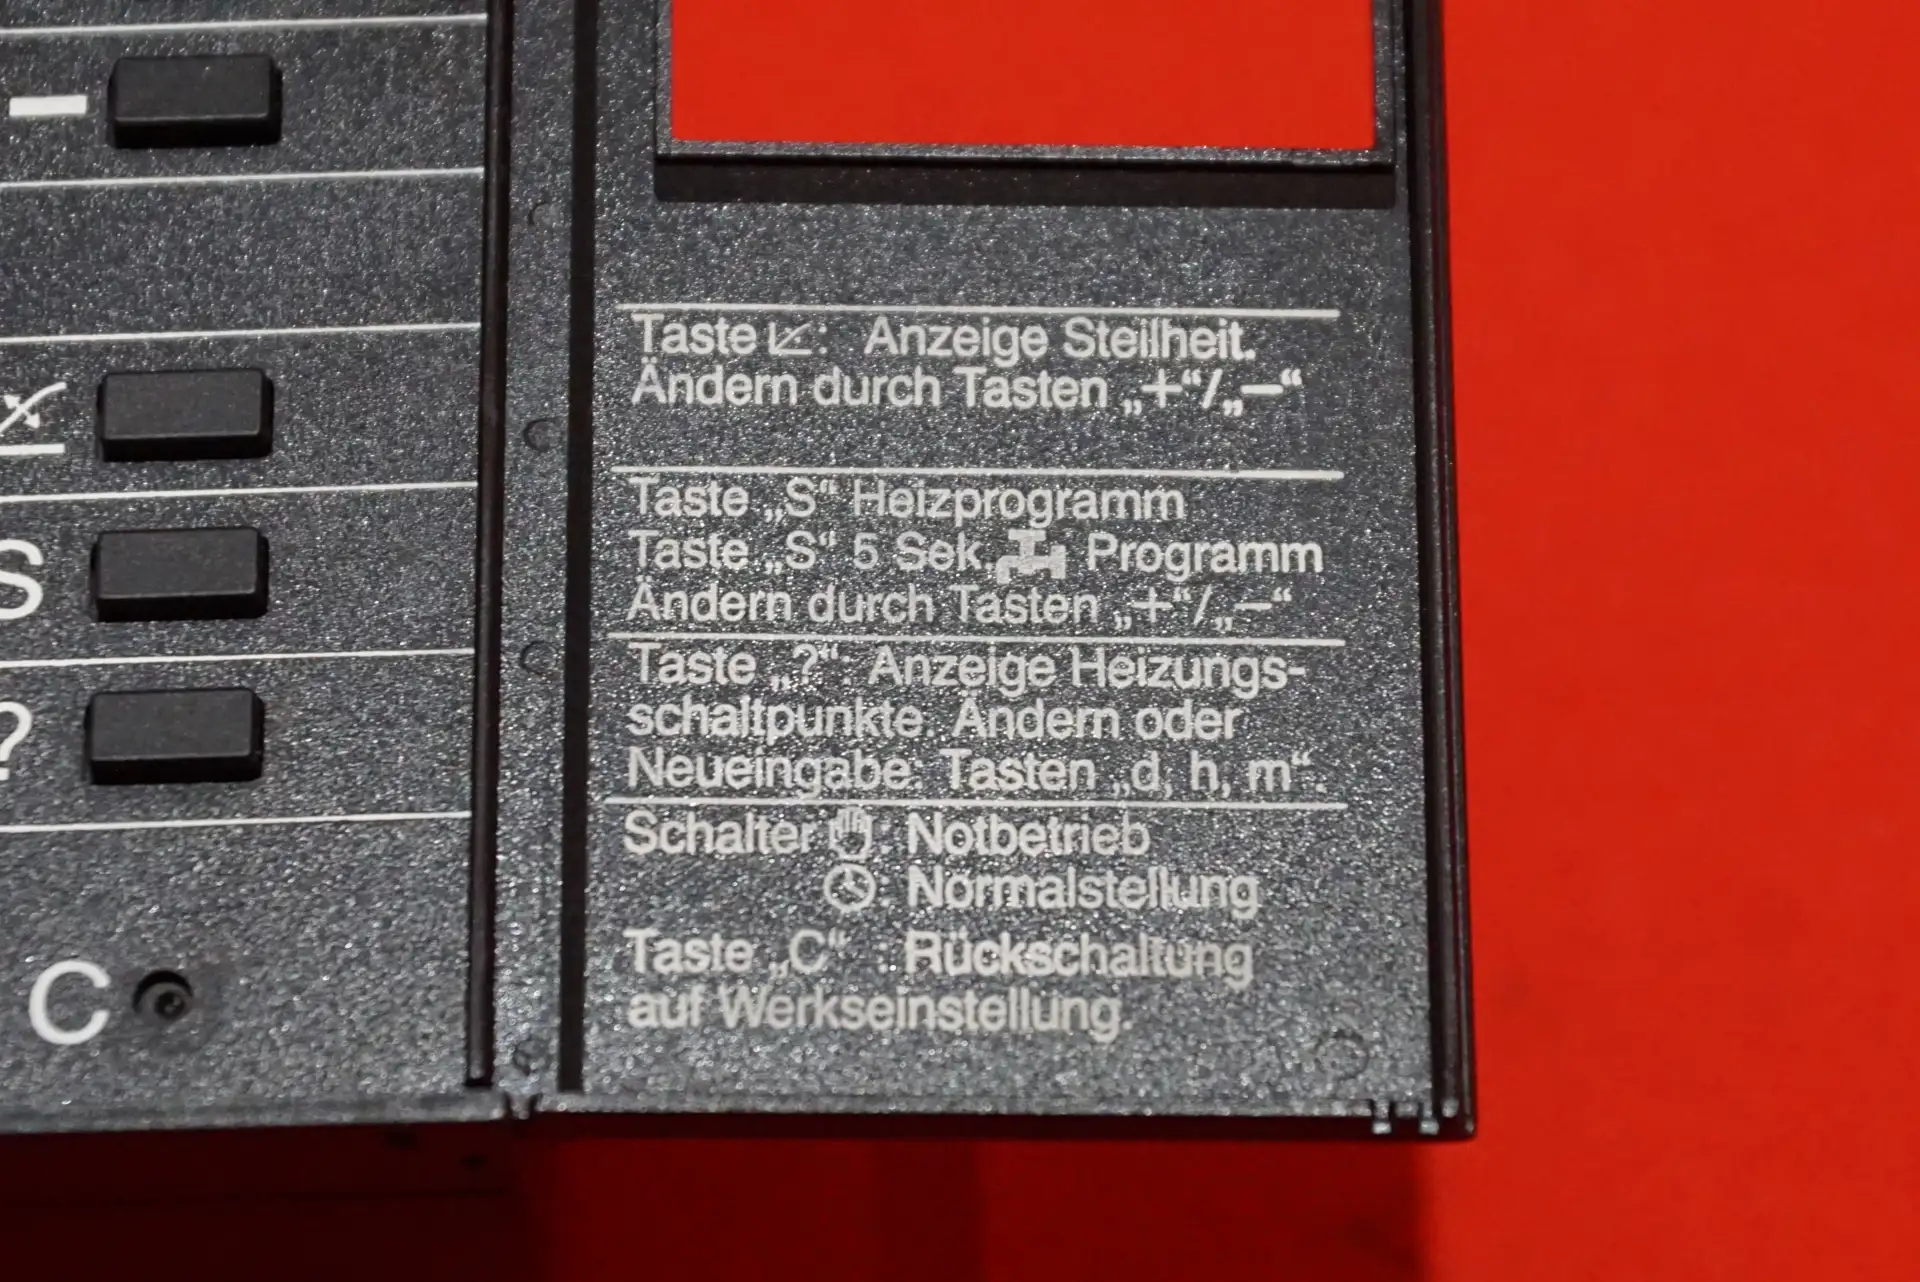 –
Taste : Anzeige Steilheit.
Ändern durch Tasten „+“/„–“
S
Taste „S“ Heizprogramm
Taste „S“ 5 Sek. Programm
Ändern durch Tasten „+“/„–“
?
Taste „?“: Anzeige Heizungs-
schaltpunkte. Ändern oder
Neueingabe: Tasten „d, h, m“.
Schalter : Notbetrieb
: Normalstellung
C
Taste „C“ : Rückschaltung
auf Werkseinstellung.